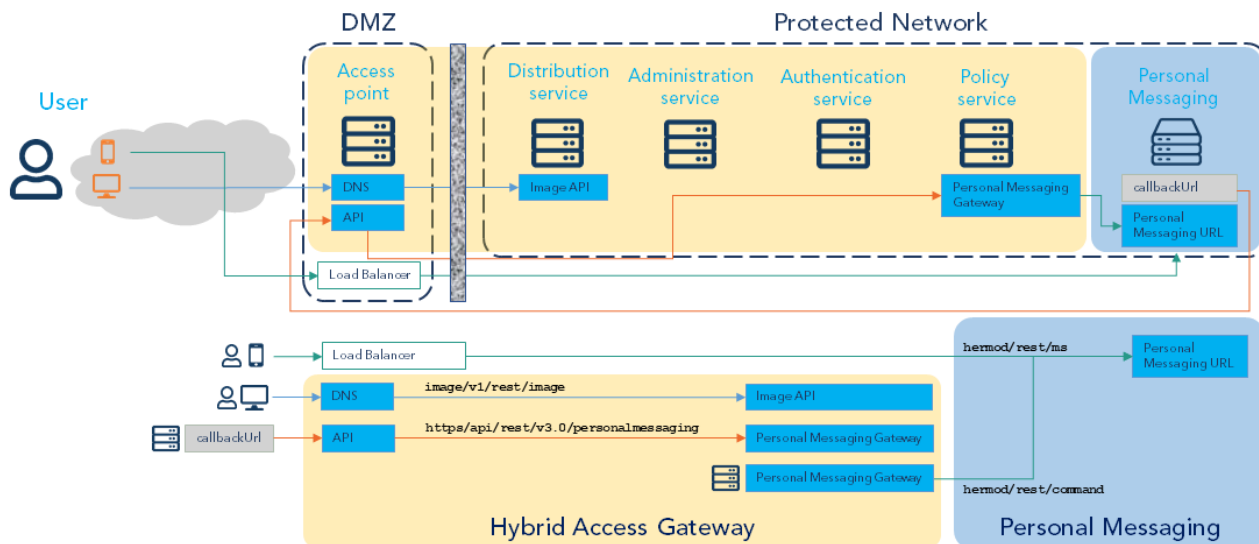 DMZ
Protected Network
User
Access
point
Distribution
service
Administration
service
Authentication
service
Policy
service
Personal
Messaging
DNS
Image API
Personal Messaging
Gateway
callbackUrl
API
Personal
Messaging URL
Load Balancer
Load Balancer
hermod/rest/ms
Personal
Messaging URL
DNS
image/v1/rest/image
Image API
callbackUrl
API
https/api/rest/v3.0/personalmessaging
Personal Messaging Gateway
Personal Messaging Gateway
hermod/rest/command
Hybrid Access Gateway
Personal Messaging